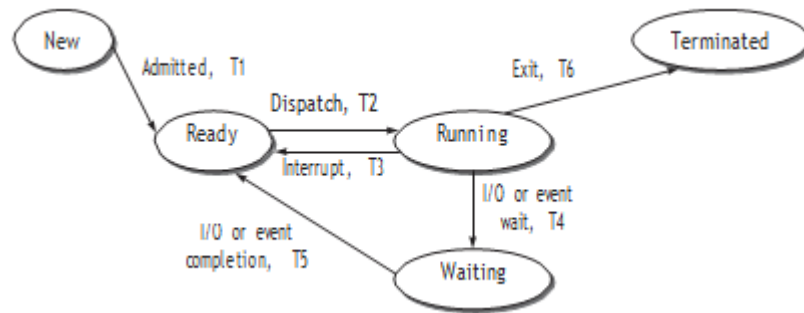 New
Terminated
Admitted, T1
Exit, T6
Dispatch, T2
Ready
Running
Interrupt, T3
I/O or event
wait, T4
I/O or event
completion, T5
Waiting